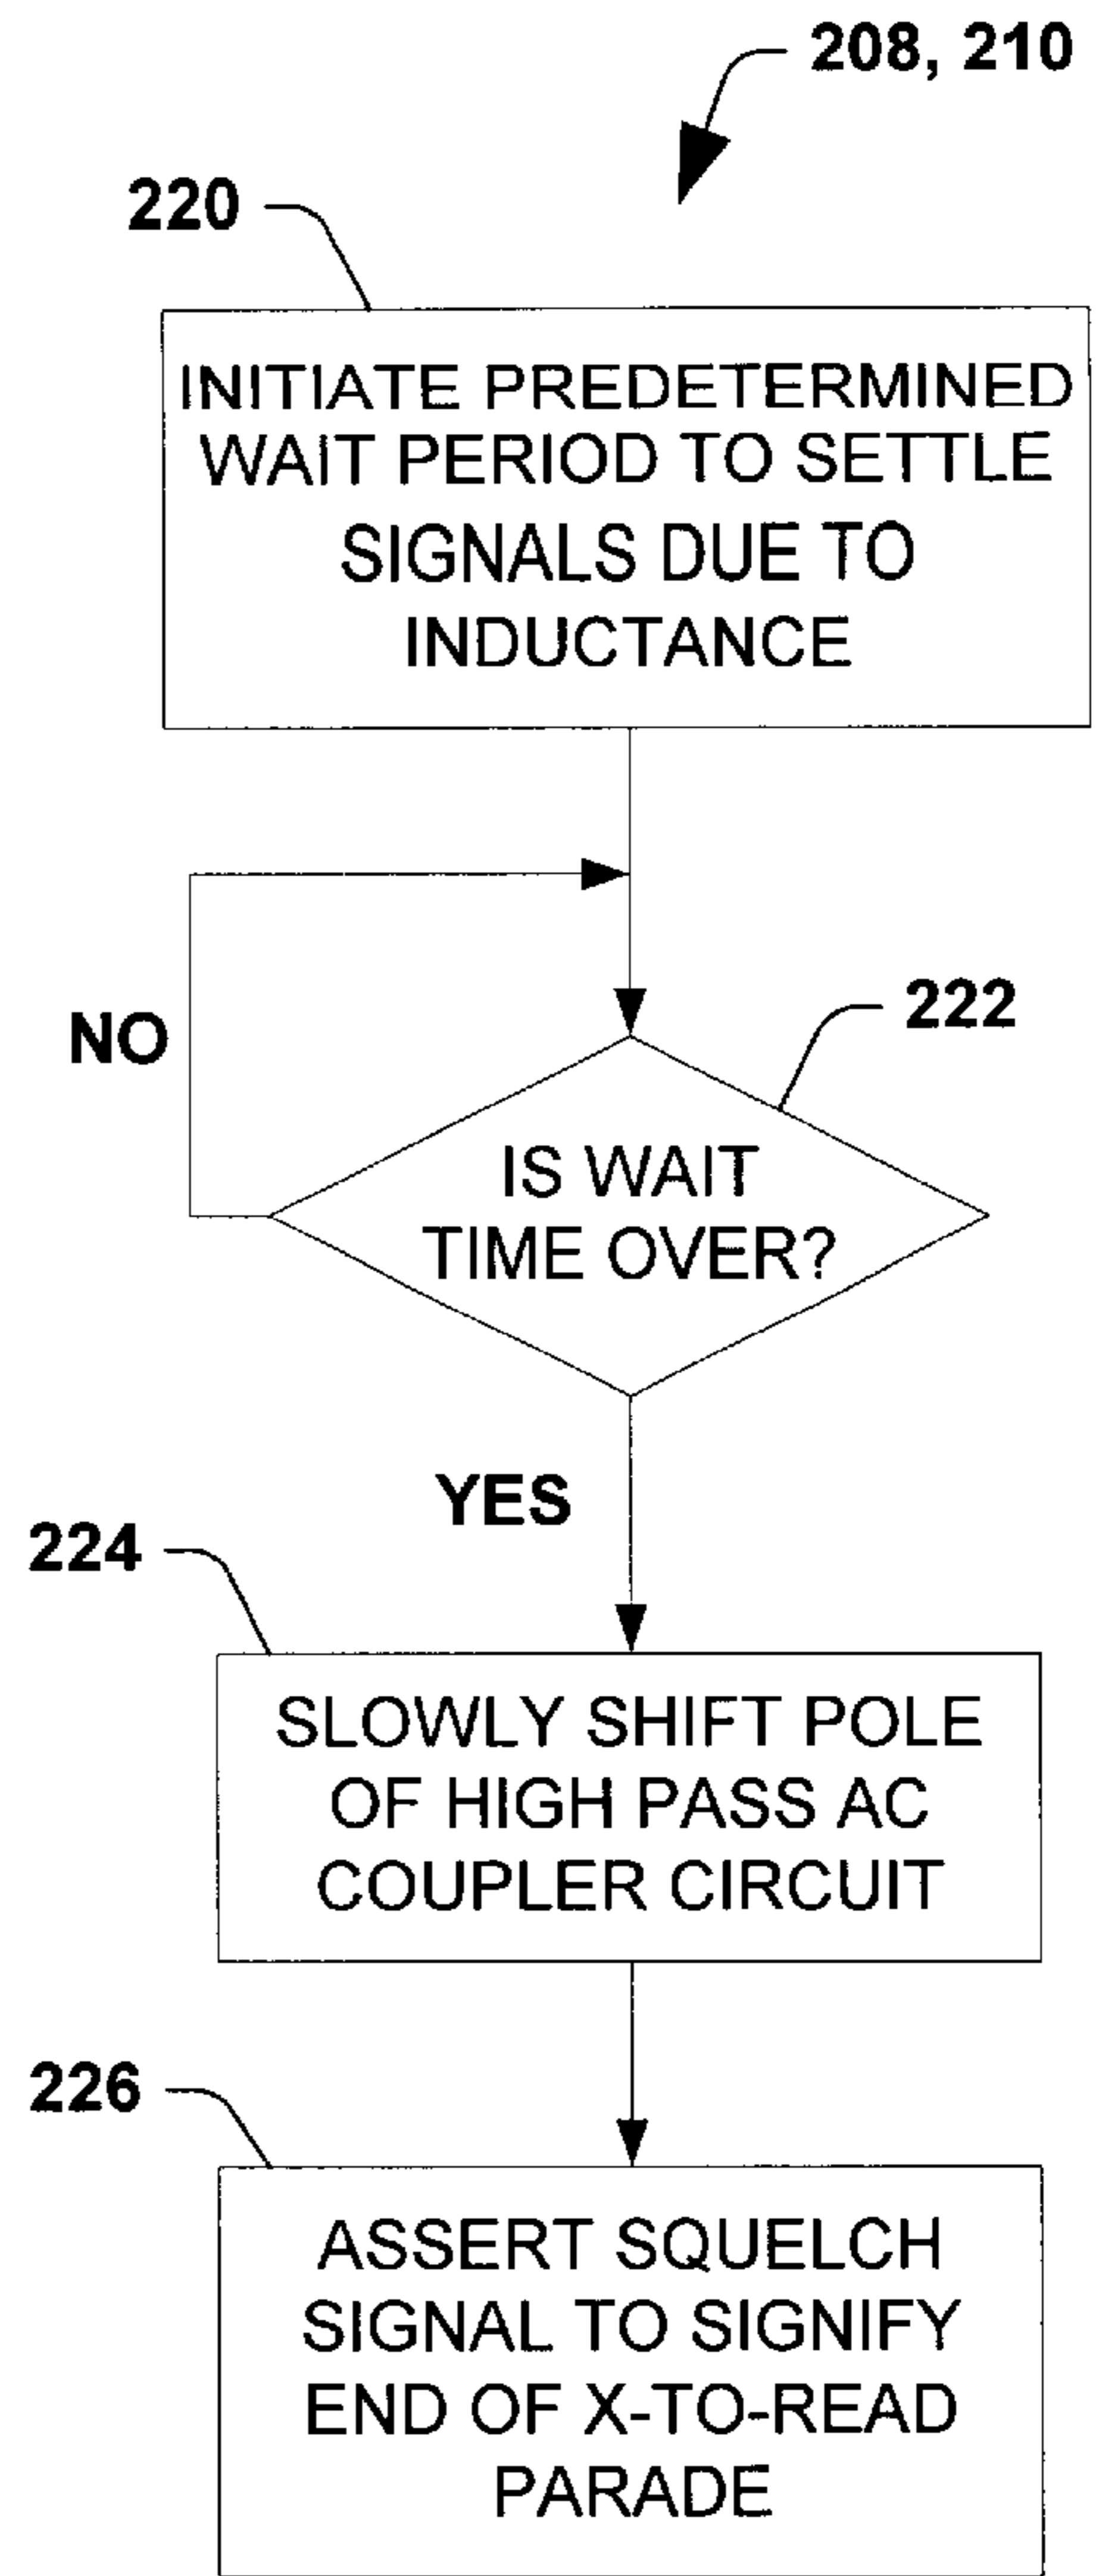 208, 210
220
INITIATE PREDETERMINED
WAIT PERIOD TO SETTLE
SIGNALS DUE TO
INDUCTANCE
NO
222
IS WAIT
TIME OVER?
YES
224
SLOWLY SHIFT POLE
OF HIGH PASS AC
COUPLER CIRCUIT
226
ASSERT SQUELCH
SIGNAL TO SIGNIFY
END OF X-TO-READ
PARADE